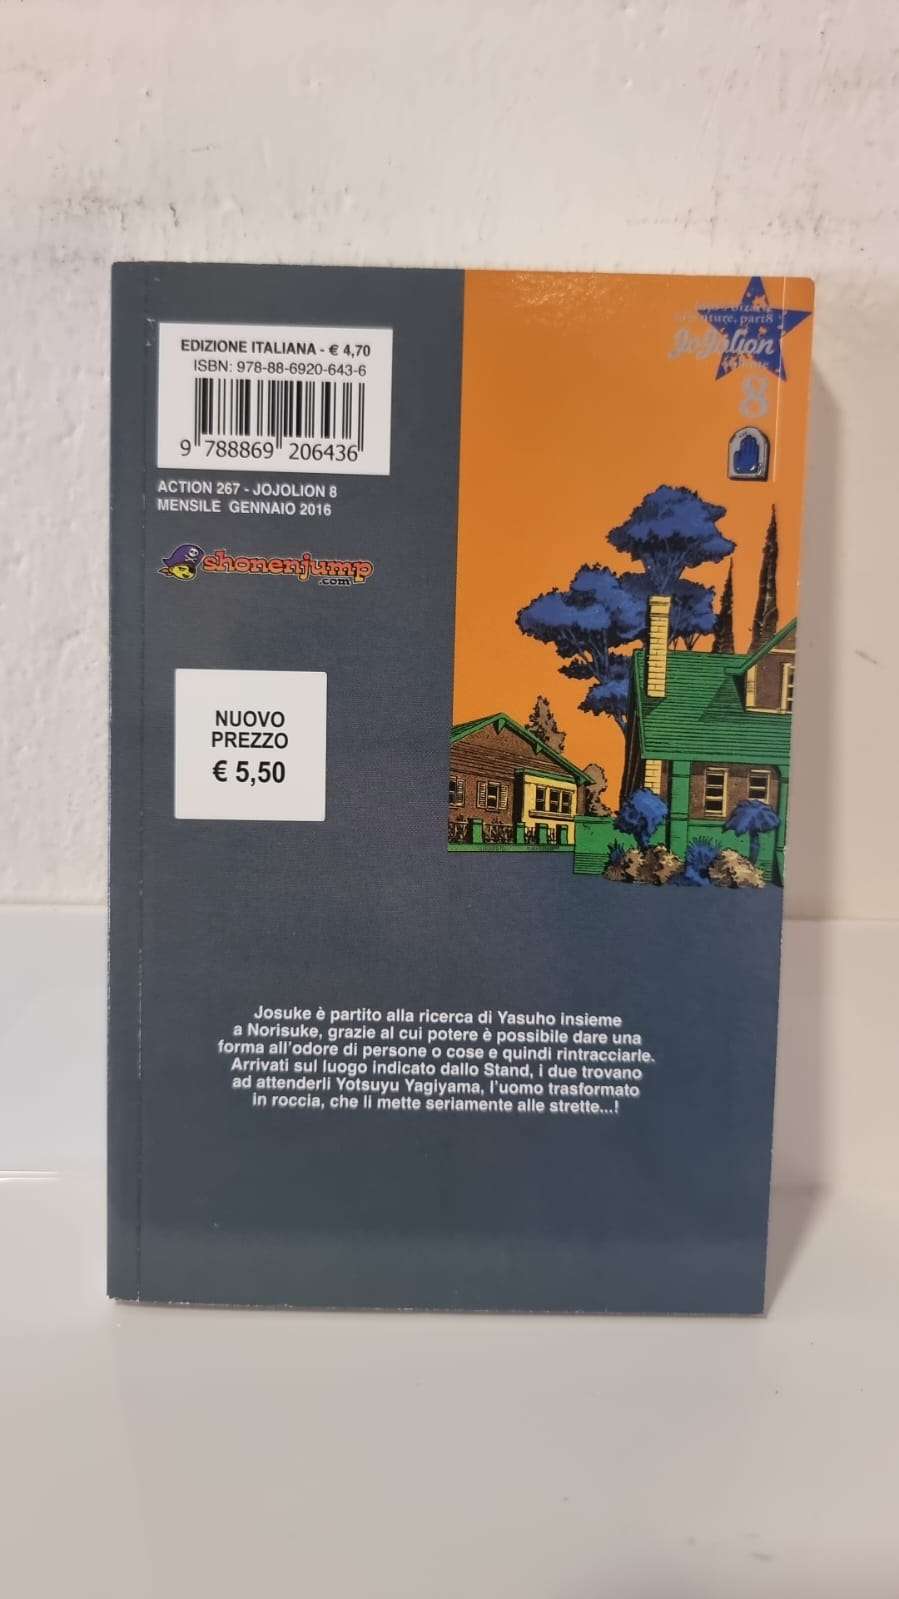 EDIZIONE ITALIANA - € 4,70
ISBN: 978-88-6920-643-6
9 788869 206436
ACTION 267 - JOJOLION 8
MENSILE GENNAIO 2016
shonenjump
.com
part8
JoJolion
8
NUOVO
PREZZO
€ 5,50
Josuke è partito alla ricerca di Yasuho insieme
a Norisuke, grazie al cui potere è possibile dare una
forma all'odore di persone o cose e quindi rintracciarle.
Arrivati sul luogo indicato dallo Stand, i due trovano
ad attenderli Yotsuyu Yagiyama, l'uomo trasformato
in roccia, che li mette seriamente alle strette...!